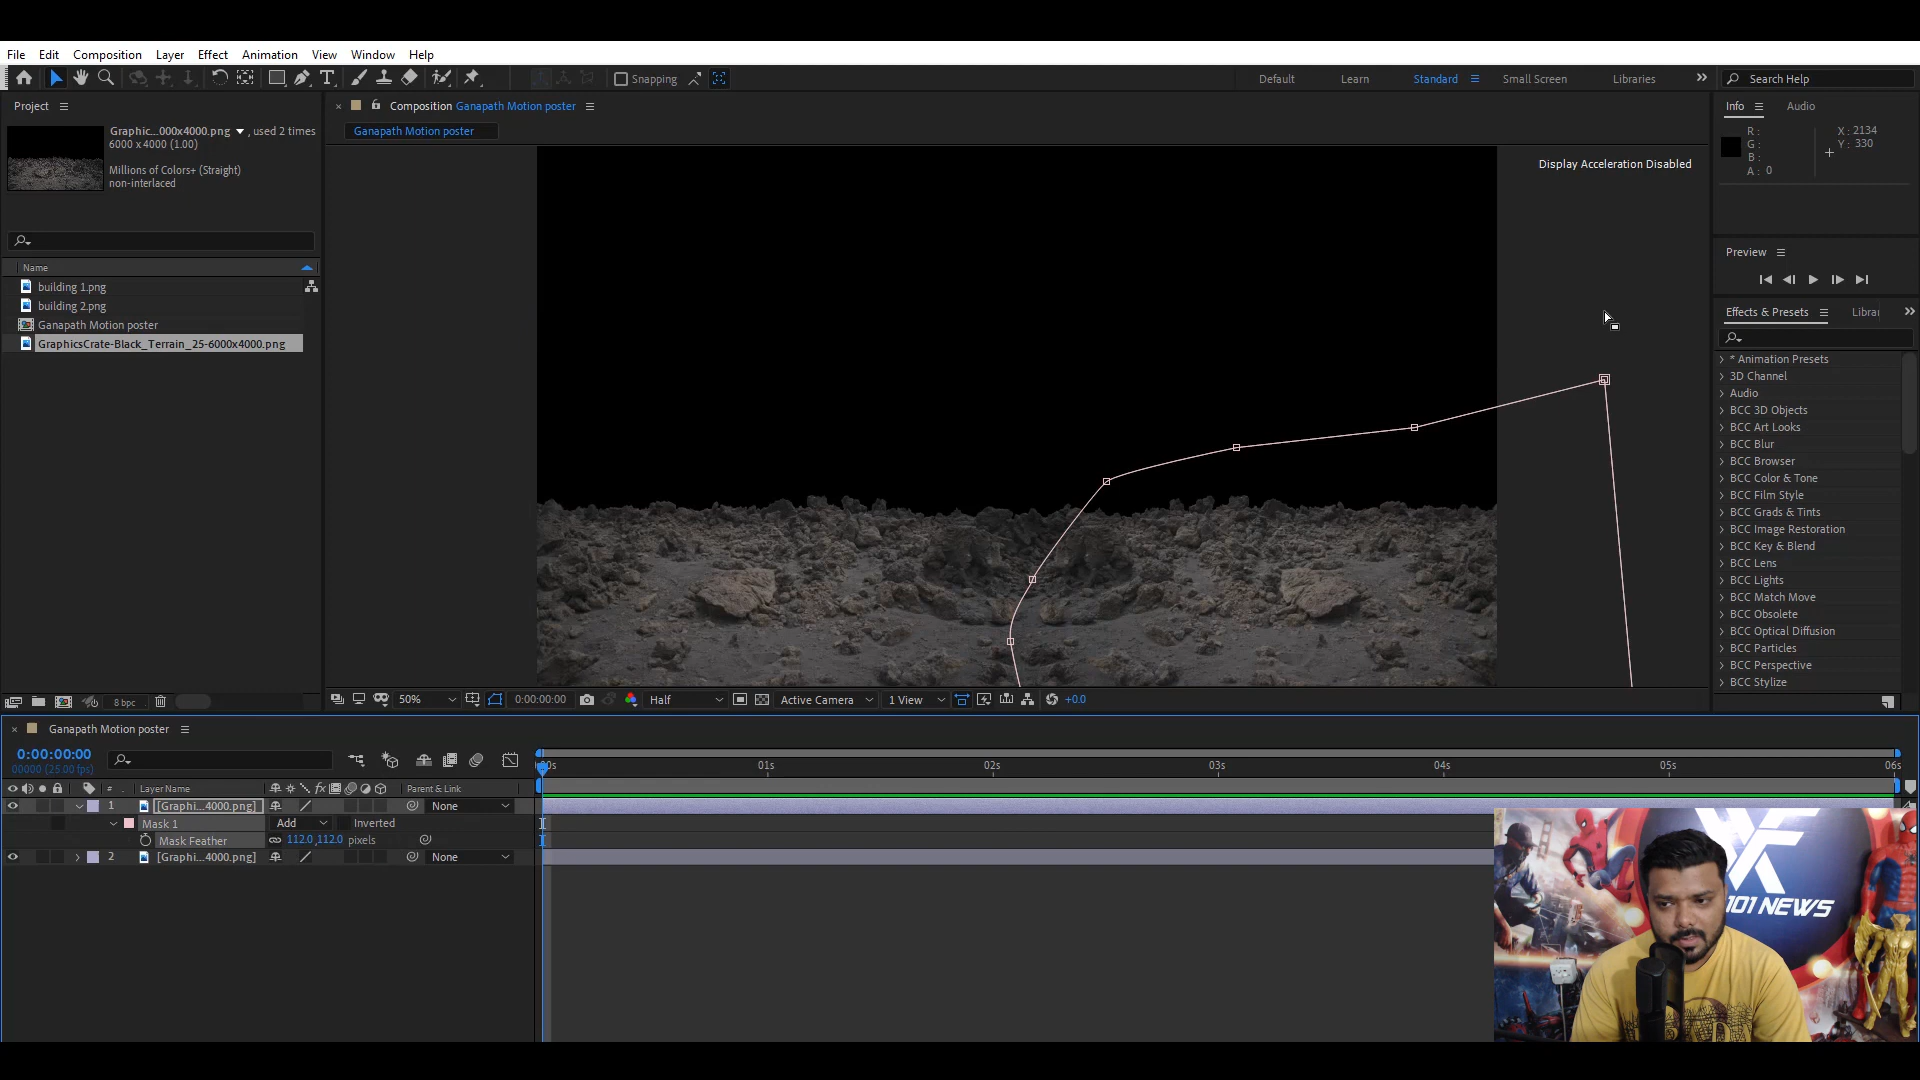 File Edit Composition Layer Effect Animation View Window Help
Snapping Default Learn Standard Small Screen Libraries Search Help
Project
Composition Ganapath Motion poster
Ganapath Motion poster
Graphic...000x4000.png , used 2 times
6000 x 4000 (1.00)
Millions of Colors+ (Straight)
non-interlaced
Name
building 1.png
building 2.png
Ganapath Motion poster
GraphicsCrate-Black_Terrain_25-6000x4000.png
8 bpc
Display Acceleration Disabled
50% 0:00:00:00 Half Active Camera 1 View +0.0
Info Audio
R :
G :
B :
A : 0
X : 2134
Y : 330
Preview
Effects & Presets Librar
* Animation Presets
3D Channel
Audio
BCC 3D Objects
BCC Art Looks
BCC Blur
BCC Browser
BCC Color & Tone
BCC Film Style
BCC Grads & Tints
BCC Image Restoration
BCC Key & Blend
BCC Lens
BCC Lights
BCC Match Move
BCC Obsolete
BCC Optical Diffusion
BCC Particles
BCC Perspective
BCC Stylize
Ganapath Motion poster
0:00:00:00
00000 (25.00 fps)
# Layer Name Parent & Link
1 [Graphi...4000.png] None
Mask 1 Add Inverted
Mask Feather 112.0 ,112.0 pixels
2 [Graphi...4000.png] None
00s 01s 02s 03s 04s 05s 06s
101 NEWS